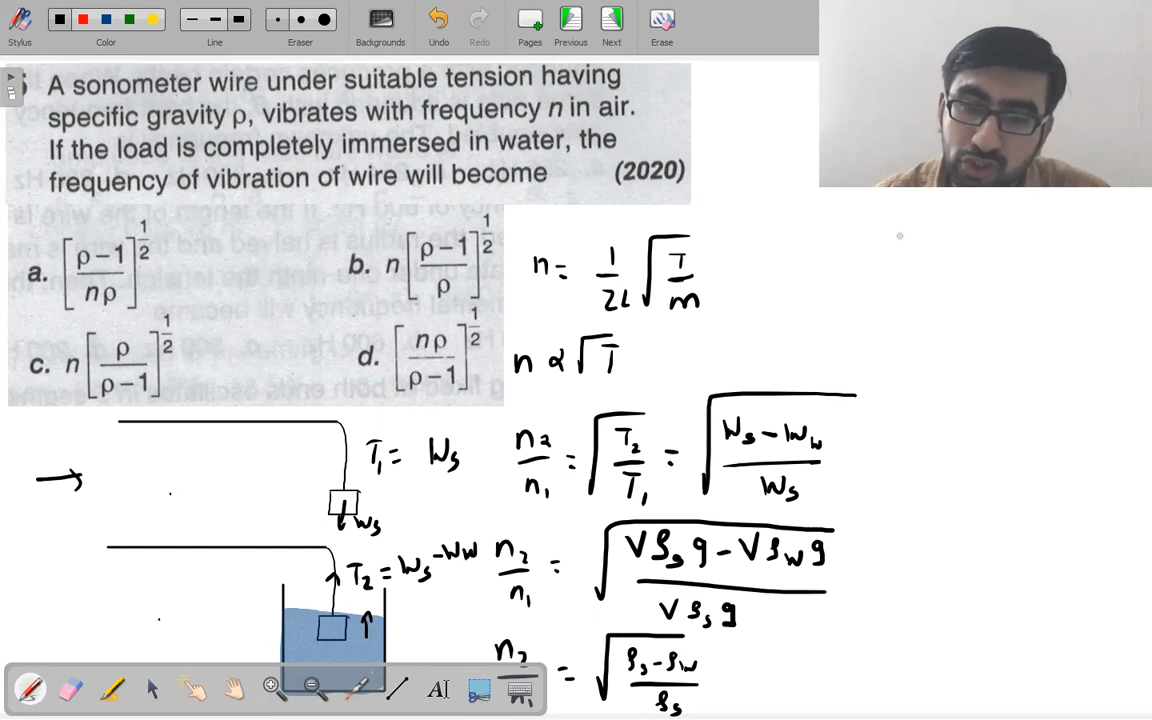 Stylus
Color
Line
Eraser
Backgrounds
Undo
Redo
Pages
Previous
Next
Erase
A sonometer wire under suitable tension having
specific gravity ρ, vibrates with frequency n in air.
If the load is completely immersed in water, the
frequency of vibration of wire will become (2020)
a. [ρ-1/nρ]^1/2
b. n[ρ-1/ρ]^1/2
c. n[ρ/ρ-1]^1/2
d. [nρ/ρ-1]^1/2
n = 1/2L √T/m
n ∝ √T
T₁ = Ws
Ws
n₂/n₁ = √T₂/T₁ = √Ws-Ww/Ws
T₂ = Ws-Ww
n₂/n₁ = √Vρsg-Vρwg/Vρsg
n₂/n₁ = √ρs-ρw/ρs
A